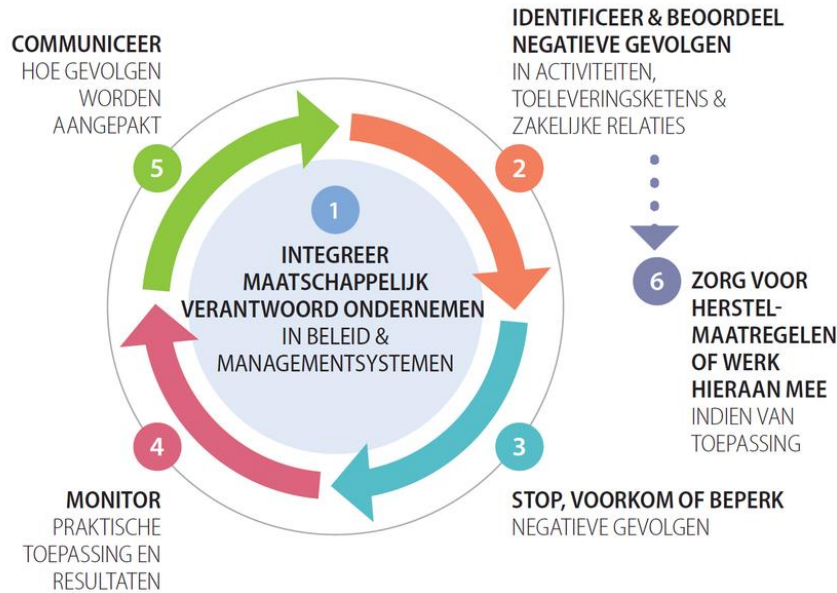 1
INTEGREER
MAATSCHAPPELIJK
VERANTWOORD ONDERNEMEN
IN BELEID &
MANAGEMENTSYSTEMEN
IDENTIFICEER & BEOORDEEL
NEGATIEVE GEVOLGEN
IN ACTIVITEITEN,
TOELEVERINGSKETENS &
ZAKELIJKE RELATIES
2
3
STOP, VOORKOM OF BEPERK
NEGATIEVE GEVOLGEN
4
MONITOR
PRAKTISCHE
TOEPASSING EN
RESULTATEN
COMMUNICEER
HOE GEVOLGEN
WORDEN
AANGEPAKT
5
6
ZORG VOOR
HERSTEL-
MAATREGELEN
OF WERK
HIERAAN MEE
INDIEN VAN
TOEPASSING